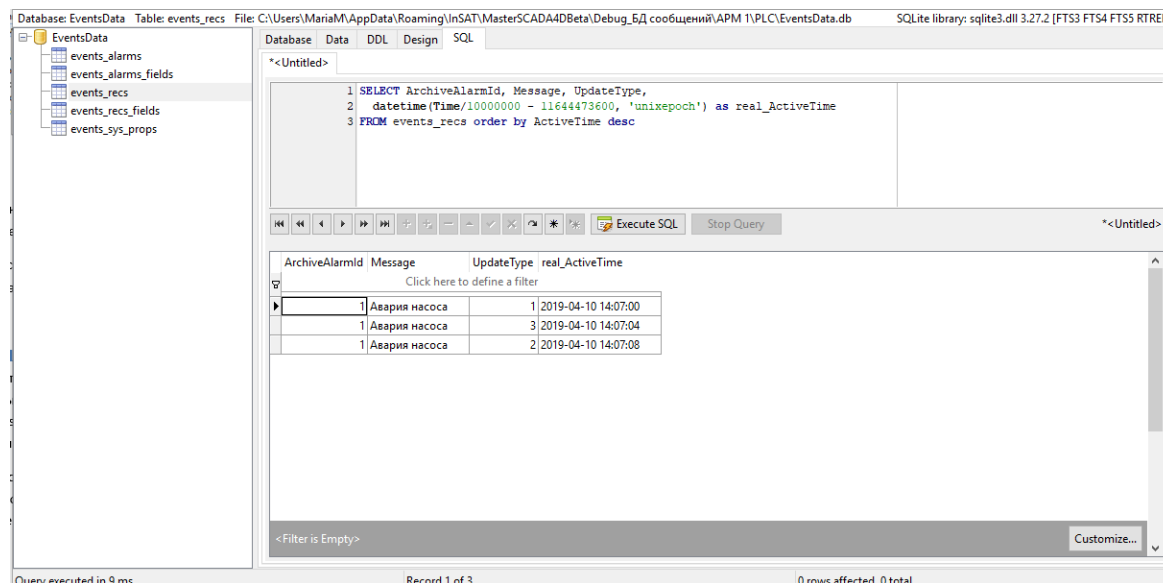 Database: EventsData Table: events_recs File: C:\Users\MariaM\AppData\Roaming\InSAT\MasterSCADA4DBeta\Debug_БД сообщений\АРМ 1\PLC\EventsData.db SQLite library: sqlite3.dll 3.27.2 [FTS3 FTS4 FTS5 RTREE
EventsData
events_alarms
events_alarms_fields
events_recs
events_recs_fields
events_sys_props
Database Data DDL Design SQL
*<Untitled>
1 SELECT ArchiveAlarmId, Message, UpdateType,
2 datetime(Time/10000000 - 11644473600, 'unixepoch') as real_ActiveTime
3 FROM events_recs order by ActiveTime desc
Execute SQL Stop Query *<Untitled>
ArchiveAlarmId Message UpdateType real_ActiveTime
Click here to define a filter
1 Авария насоса 1 2019-04-10 14:07:00
1 Авария насоса 3 2019-04-10 14:07:04
1 Авария насоса 2 2019-04-10 14:07:08
<Filter is Empty> Customize...
Query executed in 9 ms Record 1 of 3 0 rows affected, 0 total